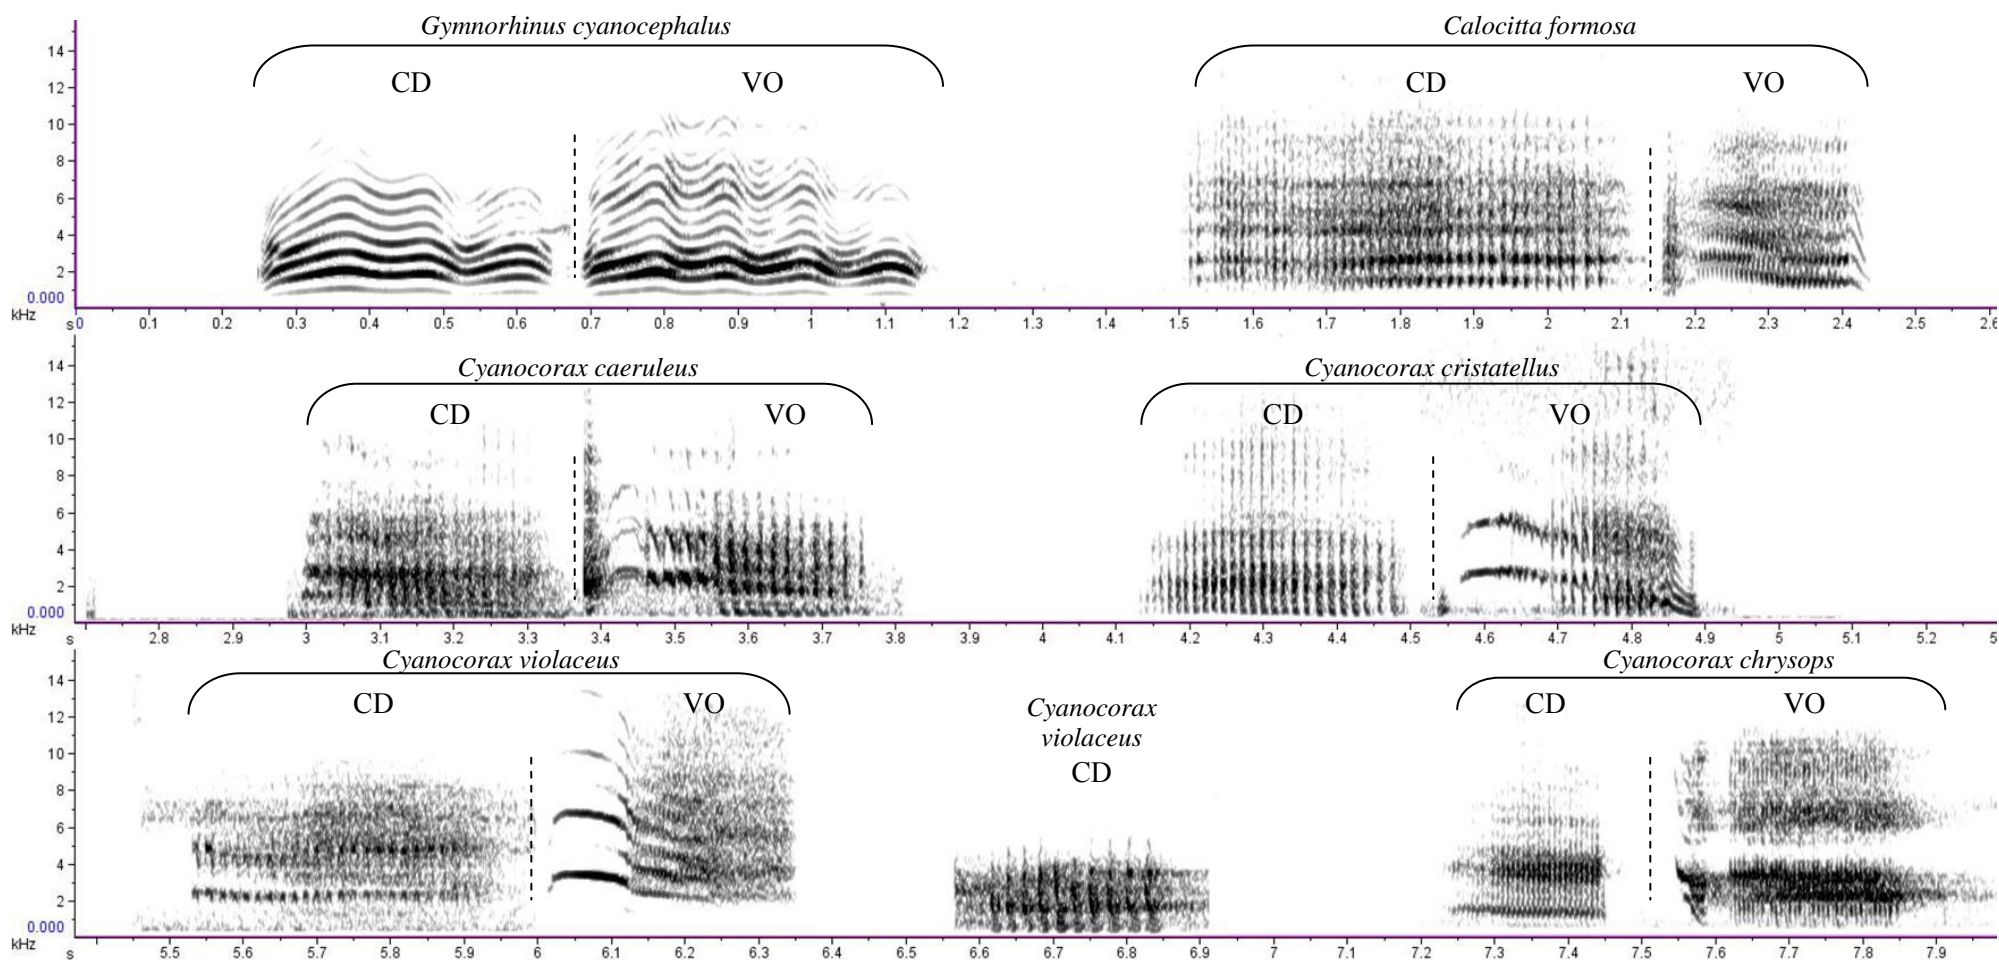 Gymnorhinus cyanocephalus Calocitta formosa
CD VO CD VO
14
12
10
8
6
4
2
0.000
kHz
s 0 0.1 0.2 0.3 0.4 0.5 0.6 0.7 0.8 0.9 1 1.1 1.2 1.3 1.4 1.5 1.6 1.7 1.8 1.9 2 2.1 2.2 2.3 2.4 2.5 2.6
Cyanocorax caeruleus Cyanocorax cristatellus
CD VO CD VO
14
12
10
8
6
4
2
0.000
kHz
s 2.8 2.9 3 3.1 3.2 3.3 3.4 3.5 3.6 3.7 3.8 3.9 4 4.1 4.2 4.3 4.4 4.5 4.6 4.7 4.8 4.9 5 5.1 5.2 5
Cyanocorax violaceus Cyanocorax chrysops
CD VO CD VO
Cyanocorax
violaceus
CD
14
12
10
8
6
4
2
0.000
kHz
s 5.5 5.6 5.7 5.8 5.9 6 6.1 6.2 6.3 6.4 6.5 6.6 6.7 6.8 6.9 7 7.1 7.2 7.3 7.4 7.5 7.6 7.7 7.8 7.9